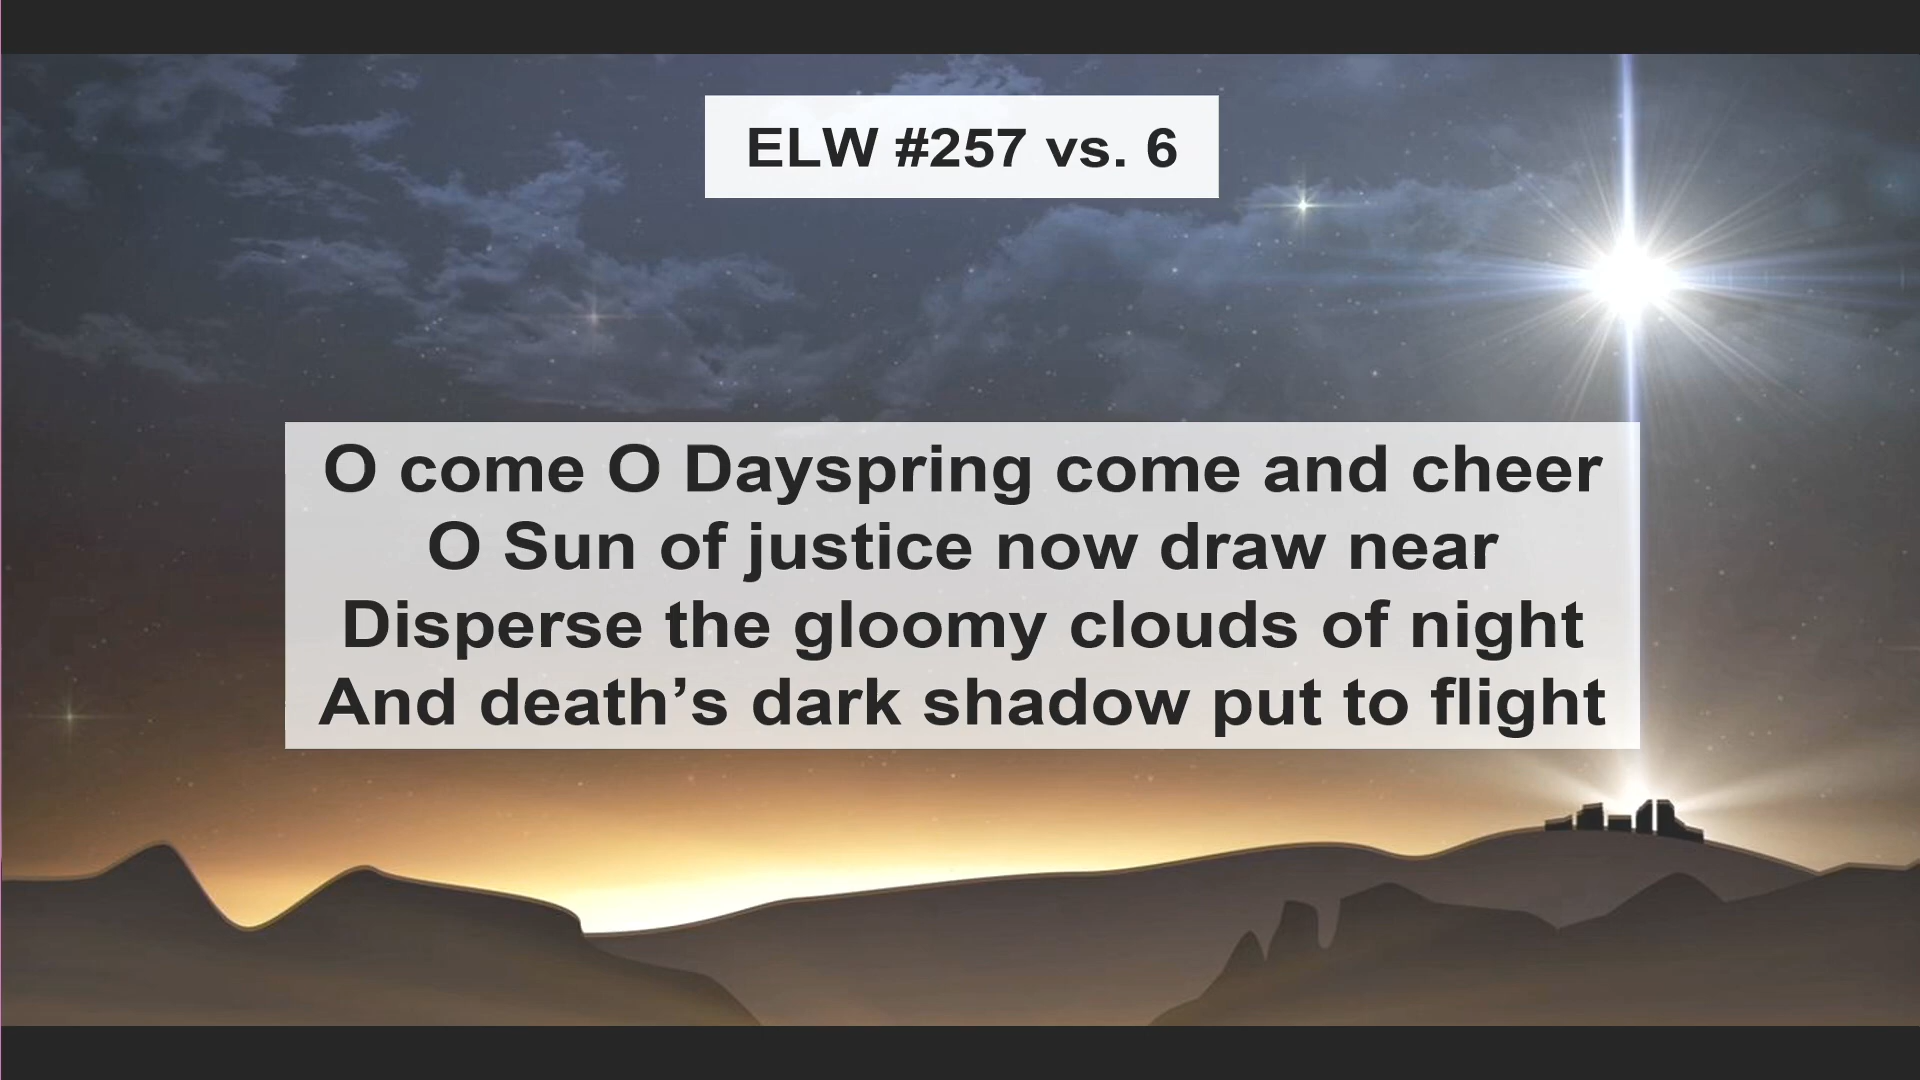 ELW #257 vs. 6
O come O Dayspring come and cheer
O Sun of justice now draw near
Disperse the gloomy clouds of night
And death’s dark shadow put to flight